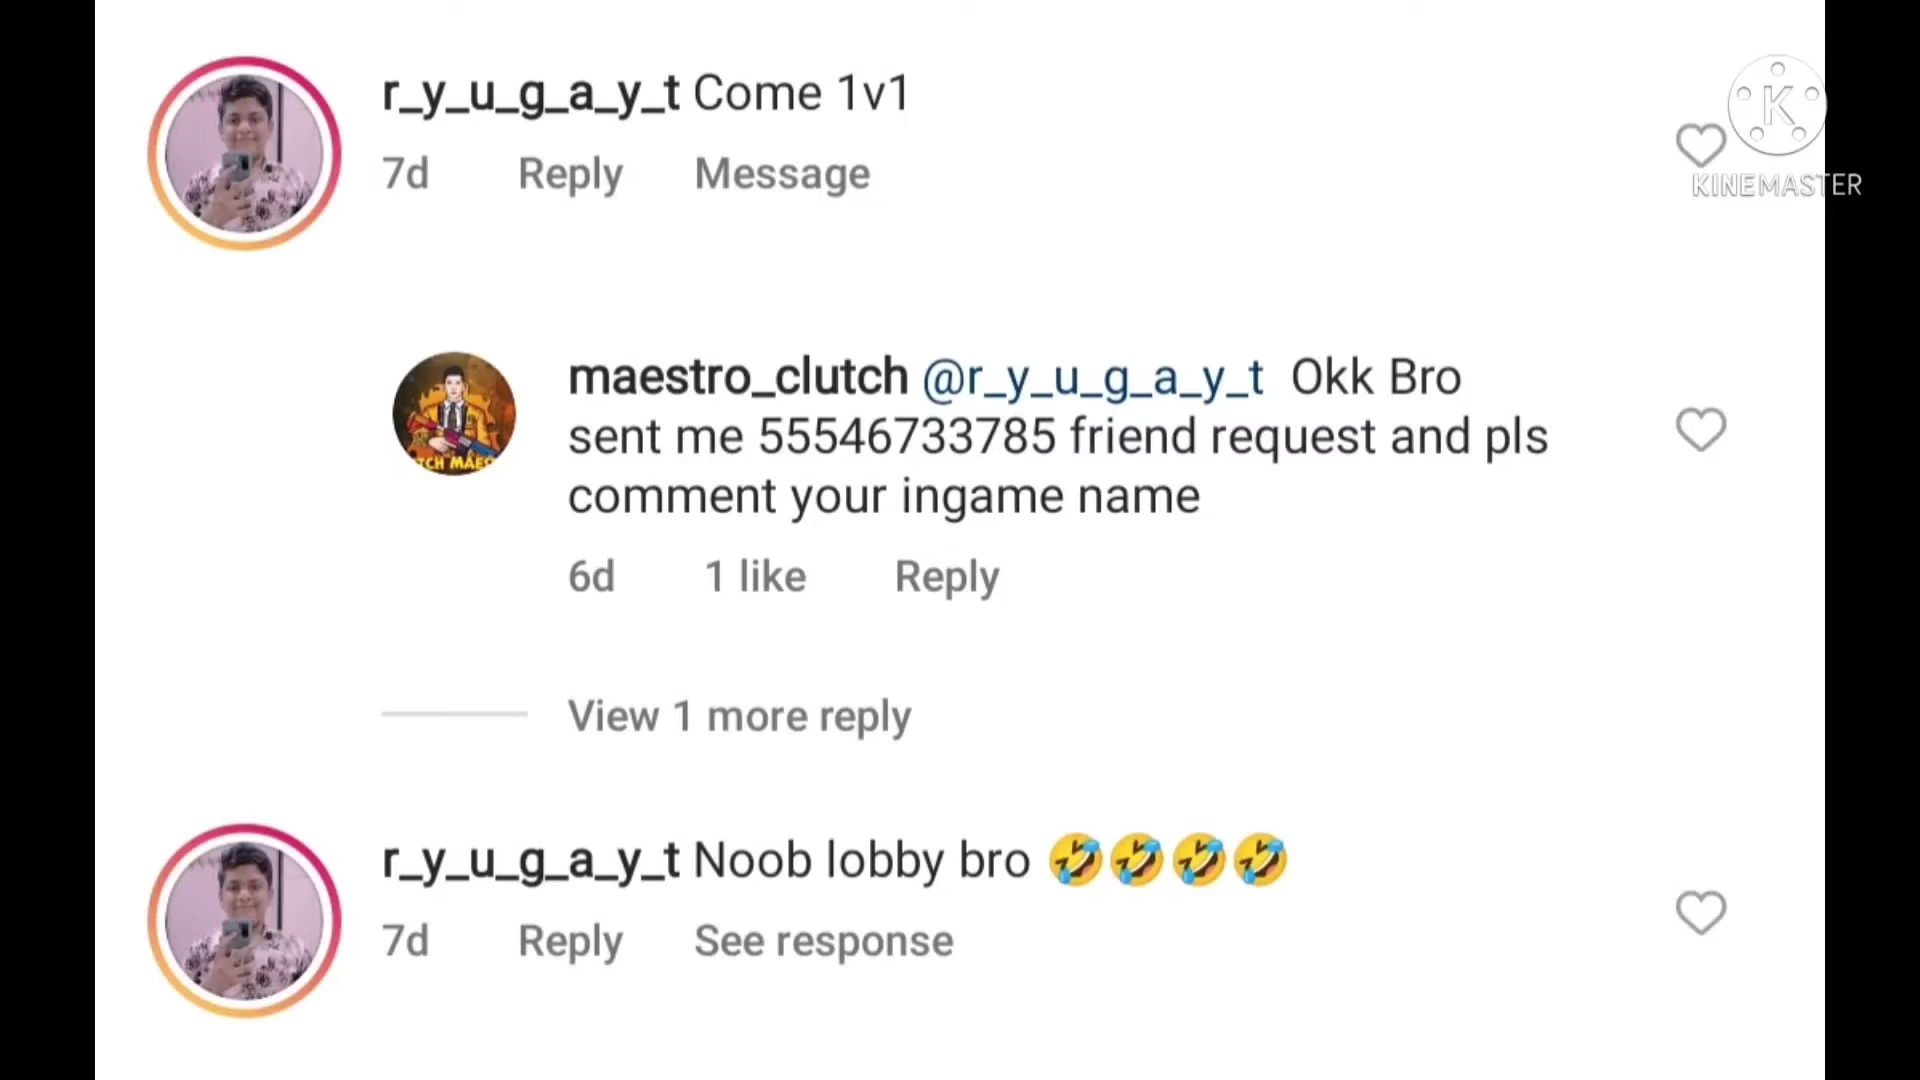 r_y_u_g_a_y_t Come 1v1
7d Reply Message
KINEMASTER
maestro_clutch @r_y_u_g_a_y_t Okk Bro
sent me 55546733785 friend request and pls
comment your ingame name
TCH MAES
6d 1 like Reply
View 1 more reply
r_y_u_g_a_y_t Noob lobby bro 🤣🤣🤣🤣
7d Reply See response